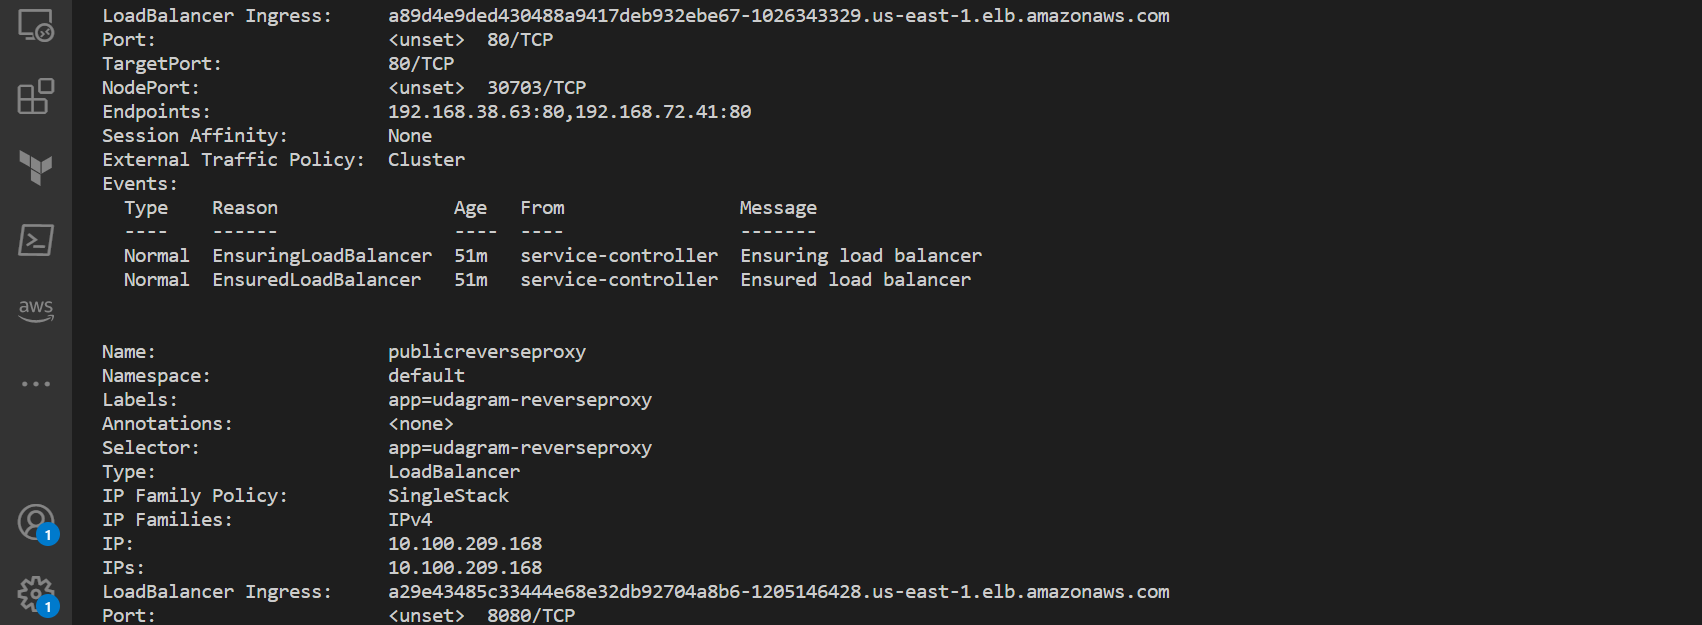 LoadBalancer Ingress:     a89d4e9ded430488a9417deb932ebe67-1026343329.us-east-1.elb.amazonaws.com
Port:                     <unset>  80/TCP
TargetPort:               80/TCP
NodePort:                 <unset>  30703/TCP
Endpoints:                192.168.38.63:80,192.168.72.41:80
Session Affinity:         None
External Traffic Policy:  Cluster
Events:
  Type    Reason                Age   From                Message
  ----    ------                ----  ----                -------
  Normal  EnsuringLoadBalancer  51m   service-controller  Ensuring load balancer
  Normal  EnsuredLoadBalancer   51m   service-controller  Ensured load balancer
aws
Name:                     publicreverseproxy
Namespace:                default
Labels:                   app=udagram-reverseproxy
Annotations:              <none>
Selector:                 app=udagram-reverseproxy
Type:                     LoadBalancer
IP Family Policy:         SingleStack
IP Families:              IPv4
1
IP:                       10.100.209.168
IPs:                      10.100.209.168
LoadBalancer Ingress:     a29e43485c33444e68e32db92704a8b6-1205146428.us-east-1.elb.amazonaws.com
1
Port:                     <unset>  8080/TCP